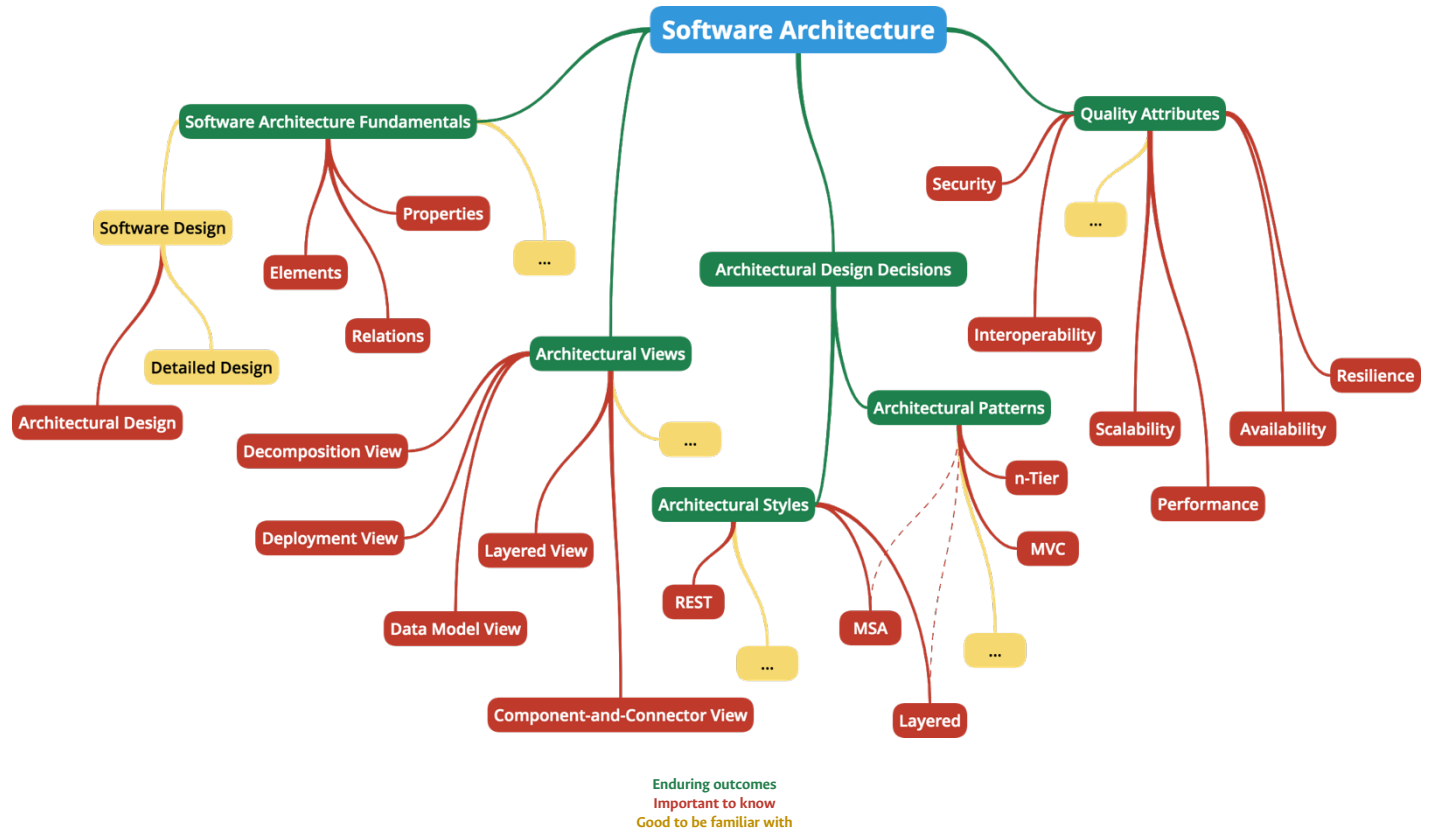 Software Architecture
Software Architecture Fundamentals
Quality Attributes
Security
Properties
Software Design
...
...
Elements
Architectural Design Decisions
Relations
Interoperability
Architectural Views
Detailed Design
Resilience
Architectural Patterns
Architectural Design
Scalability
Availability
...
Decomposition View
n-Tier
Architectural Styles
Performance
Deployment View
Layered View
MVC
REST
MSA
Data Model View
...
...
Component-and-Connector View
Layered
Enduring outcomes
Important to know
Good to be familiar with